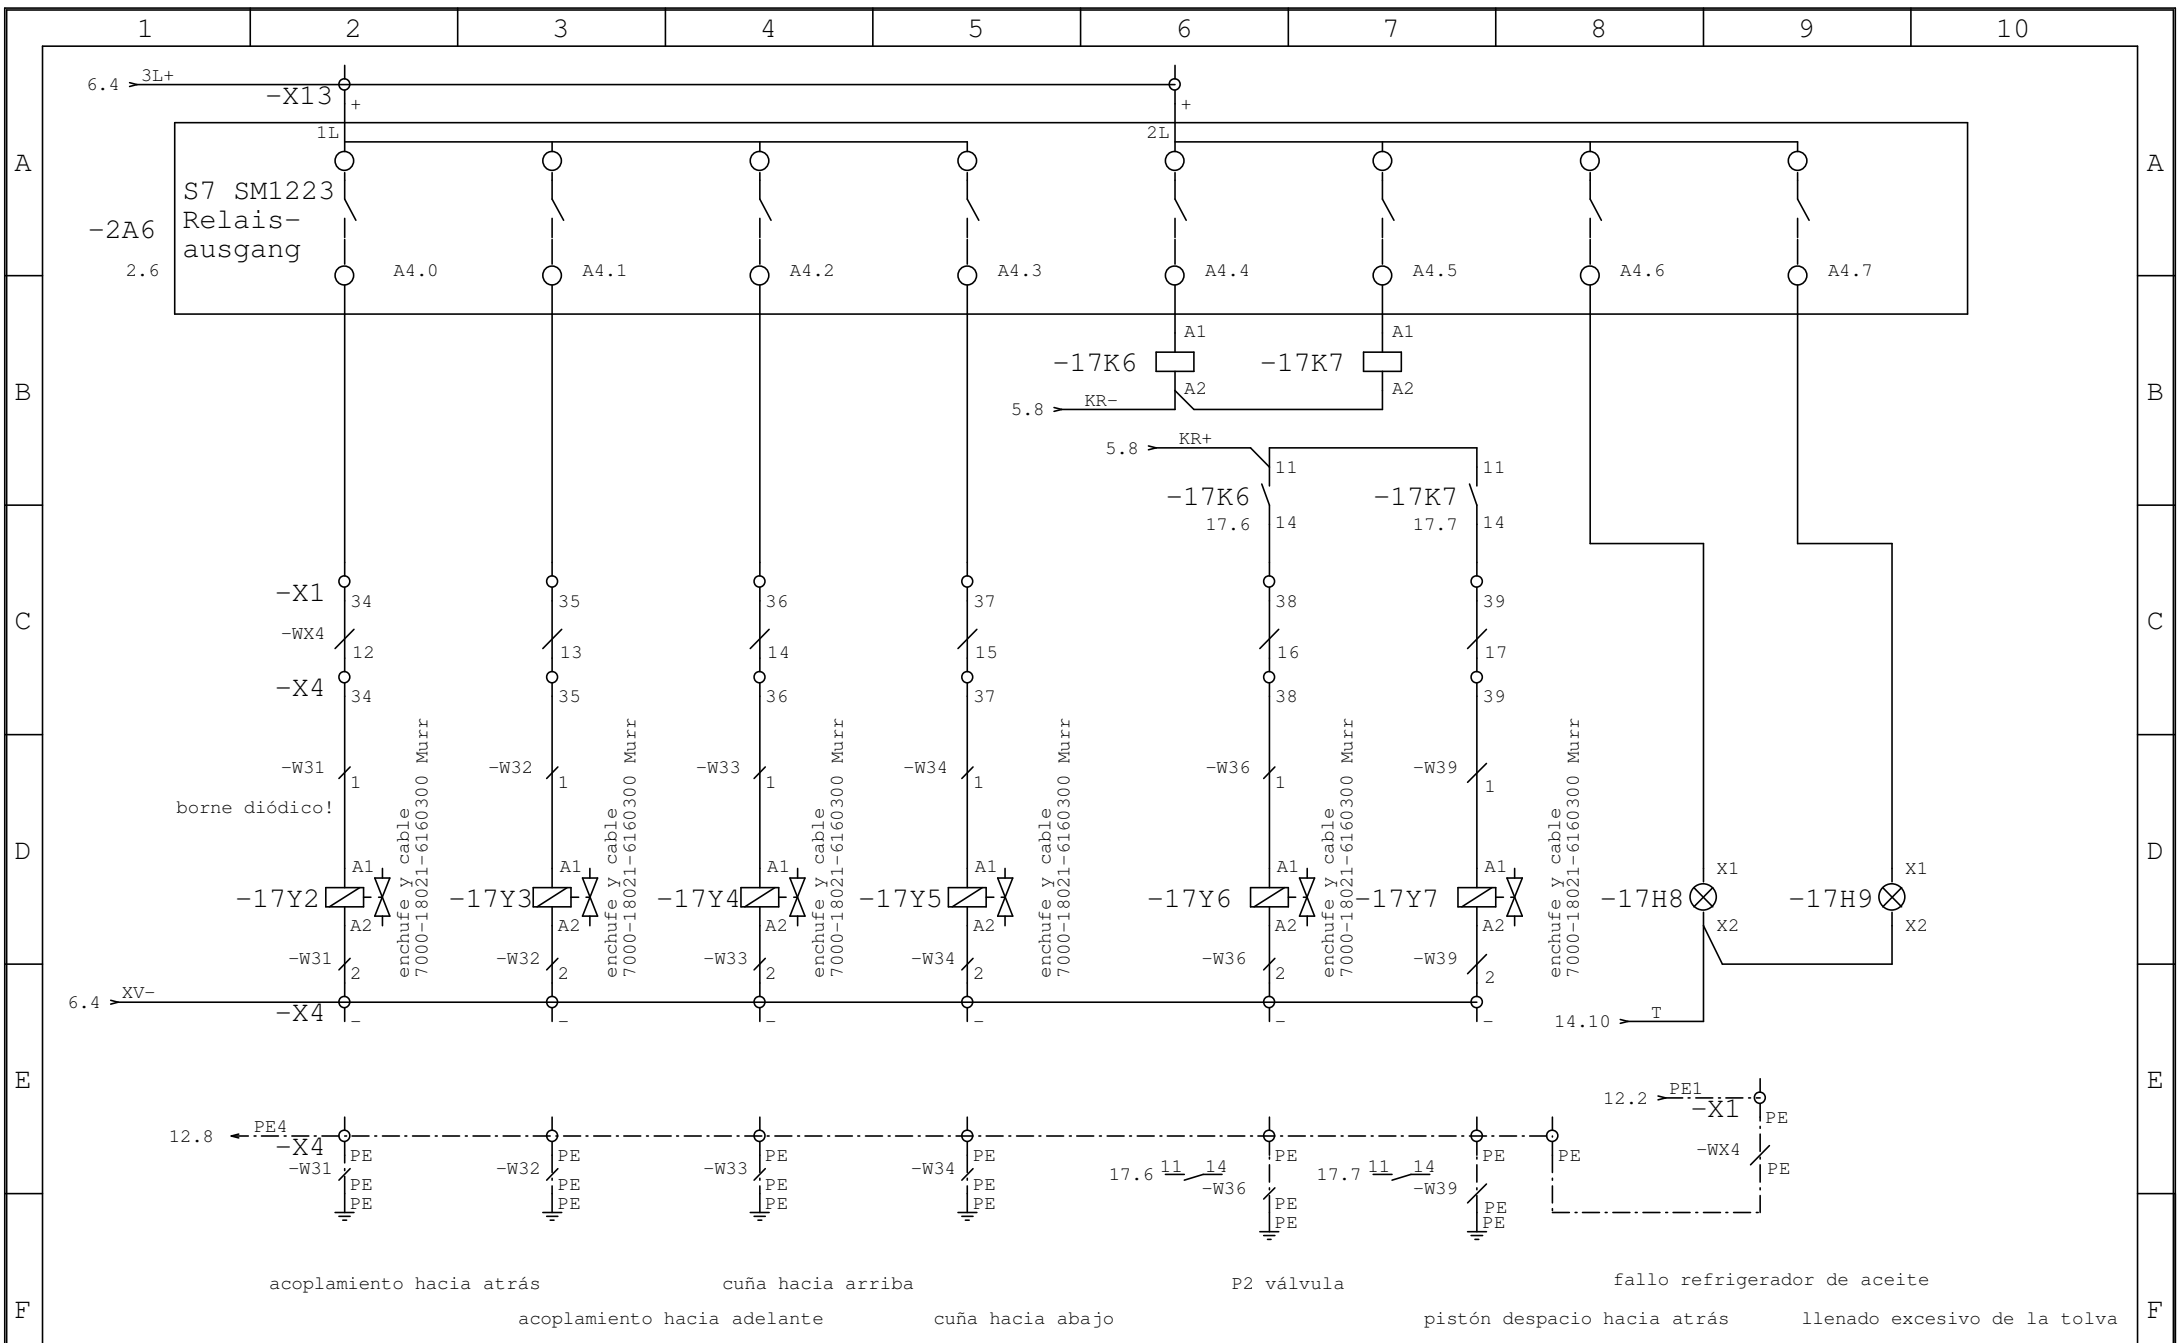 1 2 3 4 5 6 7 8 9 10
6.4 3L+
-X13 + +
1L 2L
A A
S7 SM1223
Relais-
ausgang
-2A6
2.6 A4.0 A4.1 A4.2 A4.3 A4.4 A4.5 A4.6 A4.7
A1 A1
-17K6 -17K7
B A2 A2 B
5.8 KR-
5.8 KR+
11 11
-17K6 -17K7
17.6 14 17.7 14
-X1 34 35 36 37 38 39
C C
-WX4 12 13 14 15 16 17
-X4 34 35 36 37 38 39
-W31 1 -W32 1 -W33 1 -W34 1 -W36 1 -W39 1
borne diódico!
enchufe y cable
7000-18021-6160300 Murr
enchufe y cable
7000-18021-6160300 Murr
enchufe y cable
7000-18021-6160300 Murr
enchufe y cable
7000-18021-6160300 Murr
enchufe y cable
7000-18021-6160300 Murr
enchufe y cable
7000-18021-6160300 Murr
D D
A1 A1 A1 A1 A1 A1 X1 X1
-17Y2 -17Y3 -17Y4 -17Y5 -17Y6 -17Y7 -17H8 -17H9
A2 A2 A2 A2 A2 A2 X2 X2
-W31 2 -W32 2 -W33 2 -W34 2 -W36 2 -W39 2
6.4 XV-
-X4 - - - - - -
14.10 T
E E
12.2 PE1
-X1 PE
12.8 PE4
-X4 PE PE PE PE PE PE PE
-WX4 PE
-W31 PE -W32 PE -W33 PE -W34 PE
17.6 11 14 17.7 11 14
-W36 PE -W39 PE
PE PE PE PE PE PE
acoplamiento hacia atrás cuña hacia arriba P2 válvula fallo refrigerador de aceite
F F
acoplamiento hacia adelante cuña hacia abajo pistón despacio hacia atrás llenado excesivo de la tolva